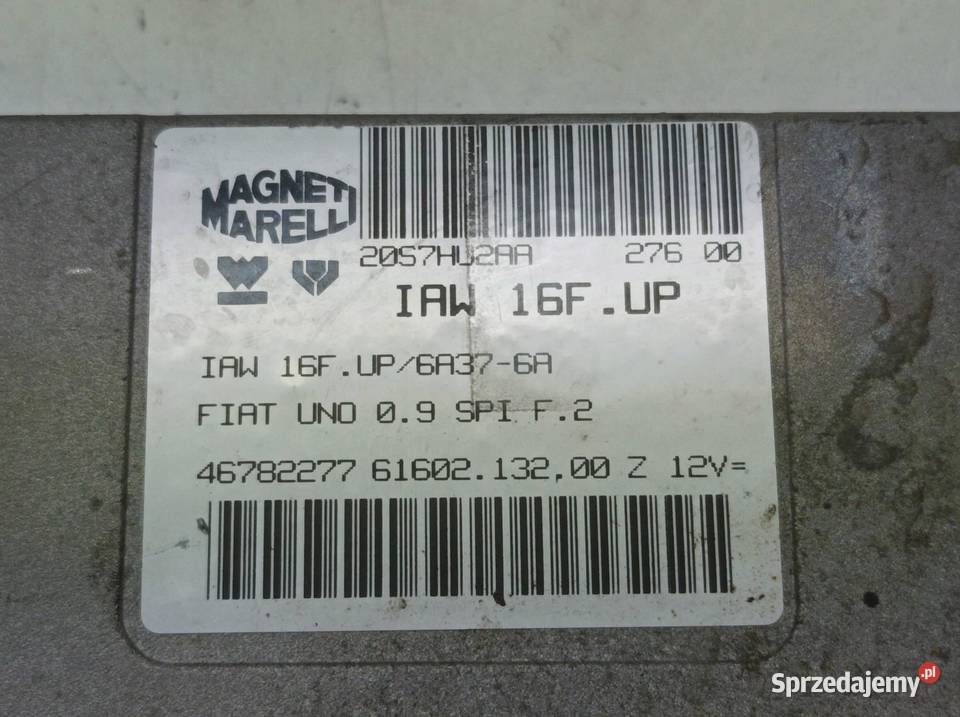 MAGNETI
MARELLI
20S7HU2AA 276 00
IAW 16F.UP
IAW 16F.UP/6A37-6A
FIAT UNO 0.9 SPI F.2
46782277 61602.132,00 Z 12V=
Sprzedajemy.pl